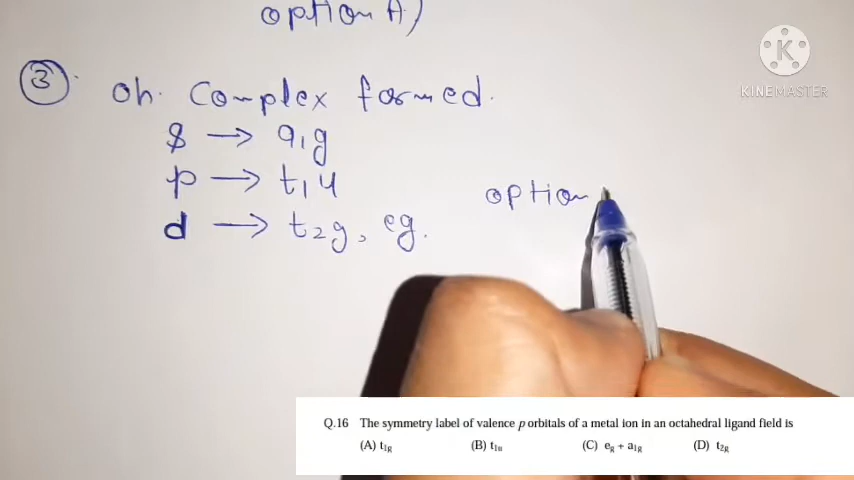 option A)
KINEMASTER
③ Oh. Complex formed.
s → a1g
p → t1u
option
d → t2g, eg.
Q.16 The symmetry label of valence p orbitals of a metal ion in an octahedral ligand field is
(A) t1g (B) t1u (C) eg + a1g (D) t2g